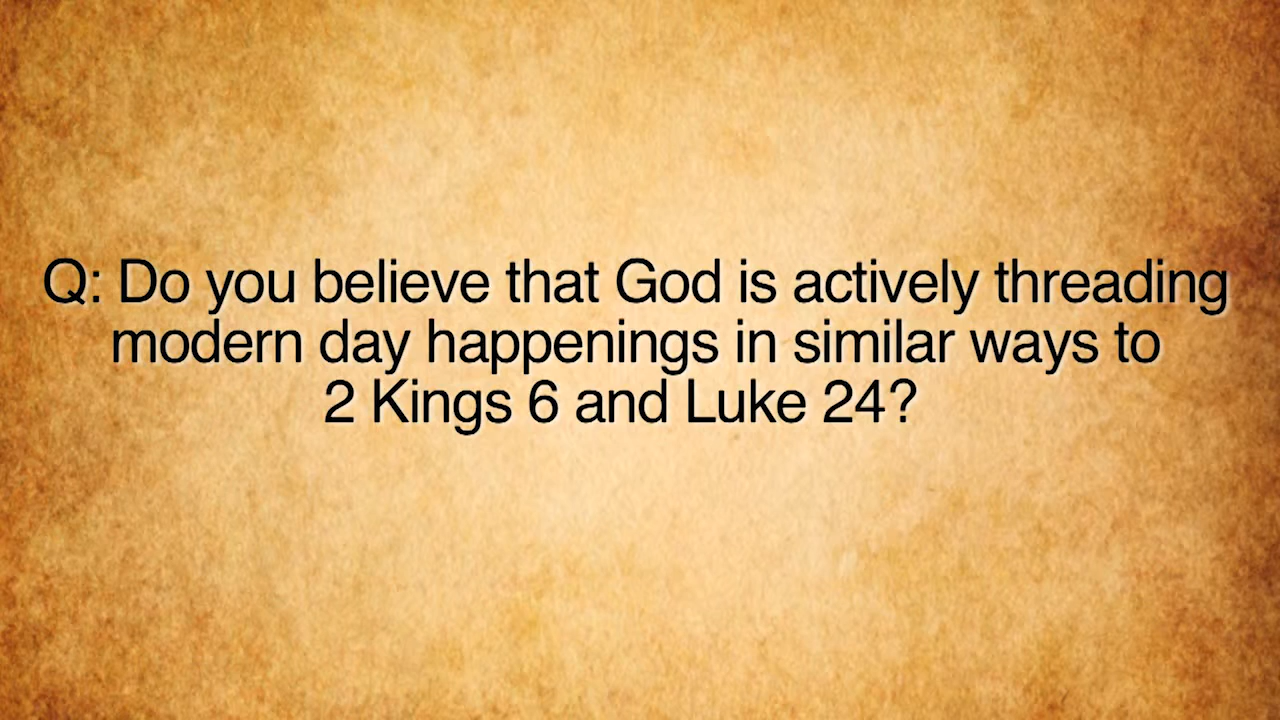 Q: Do you believe that God is actively threading
modern day happenings in similar ways to
2 Kings 6 and Luke 24?